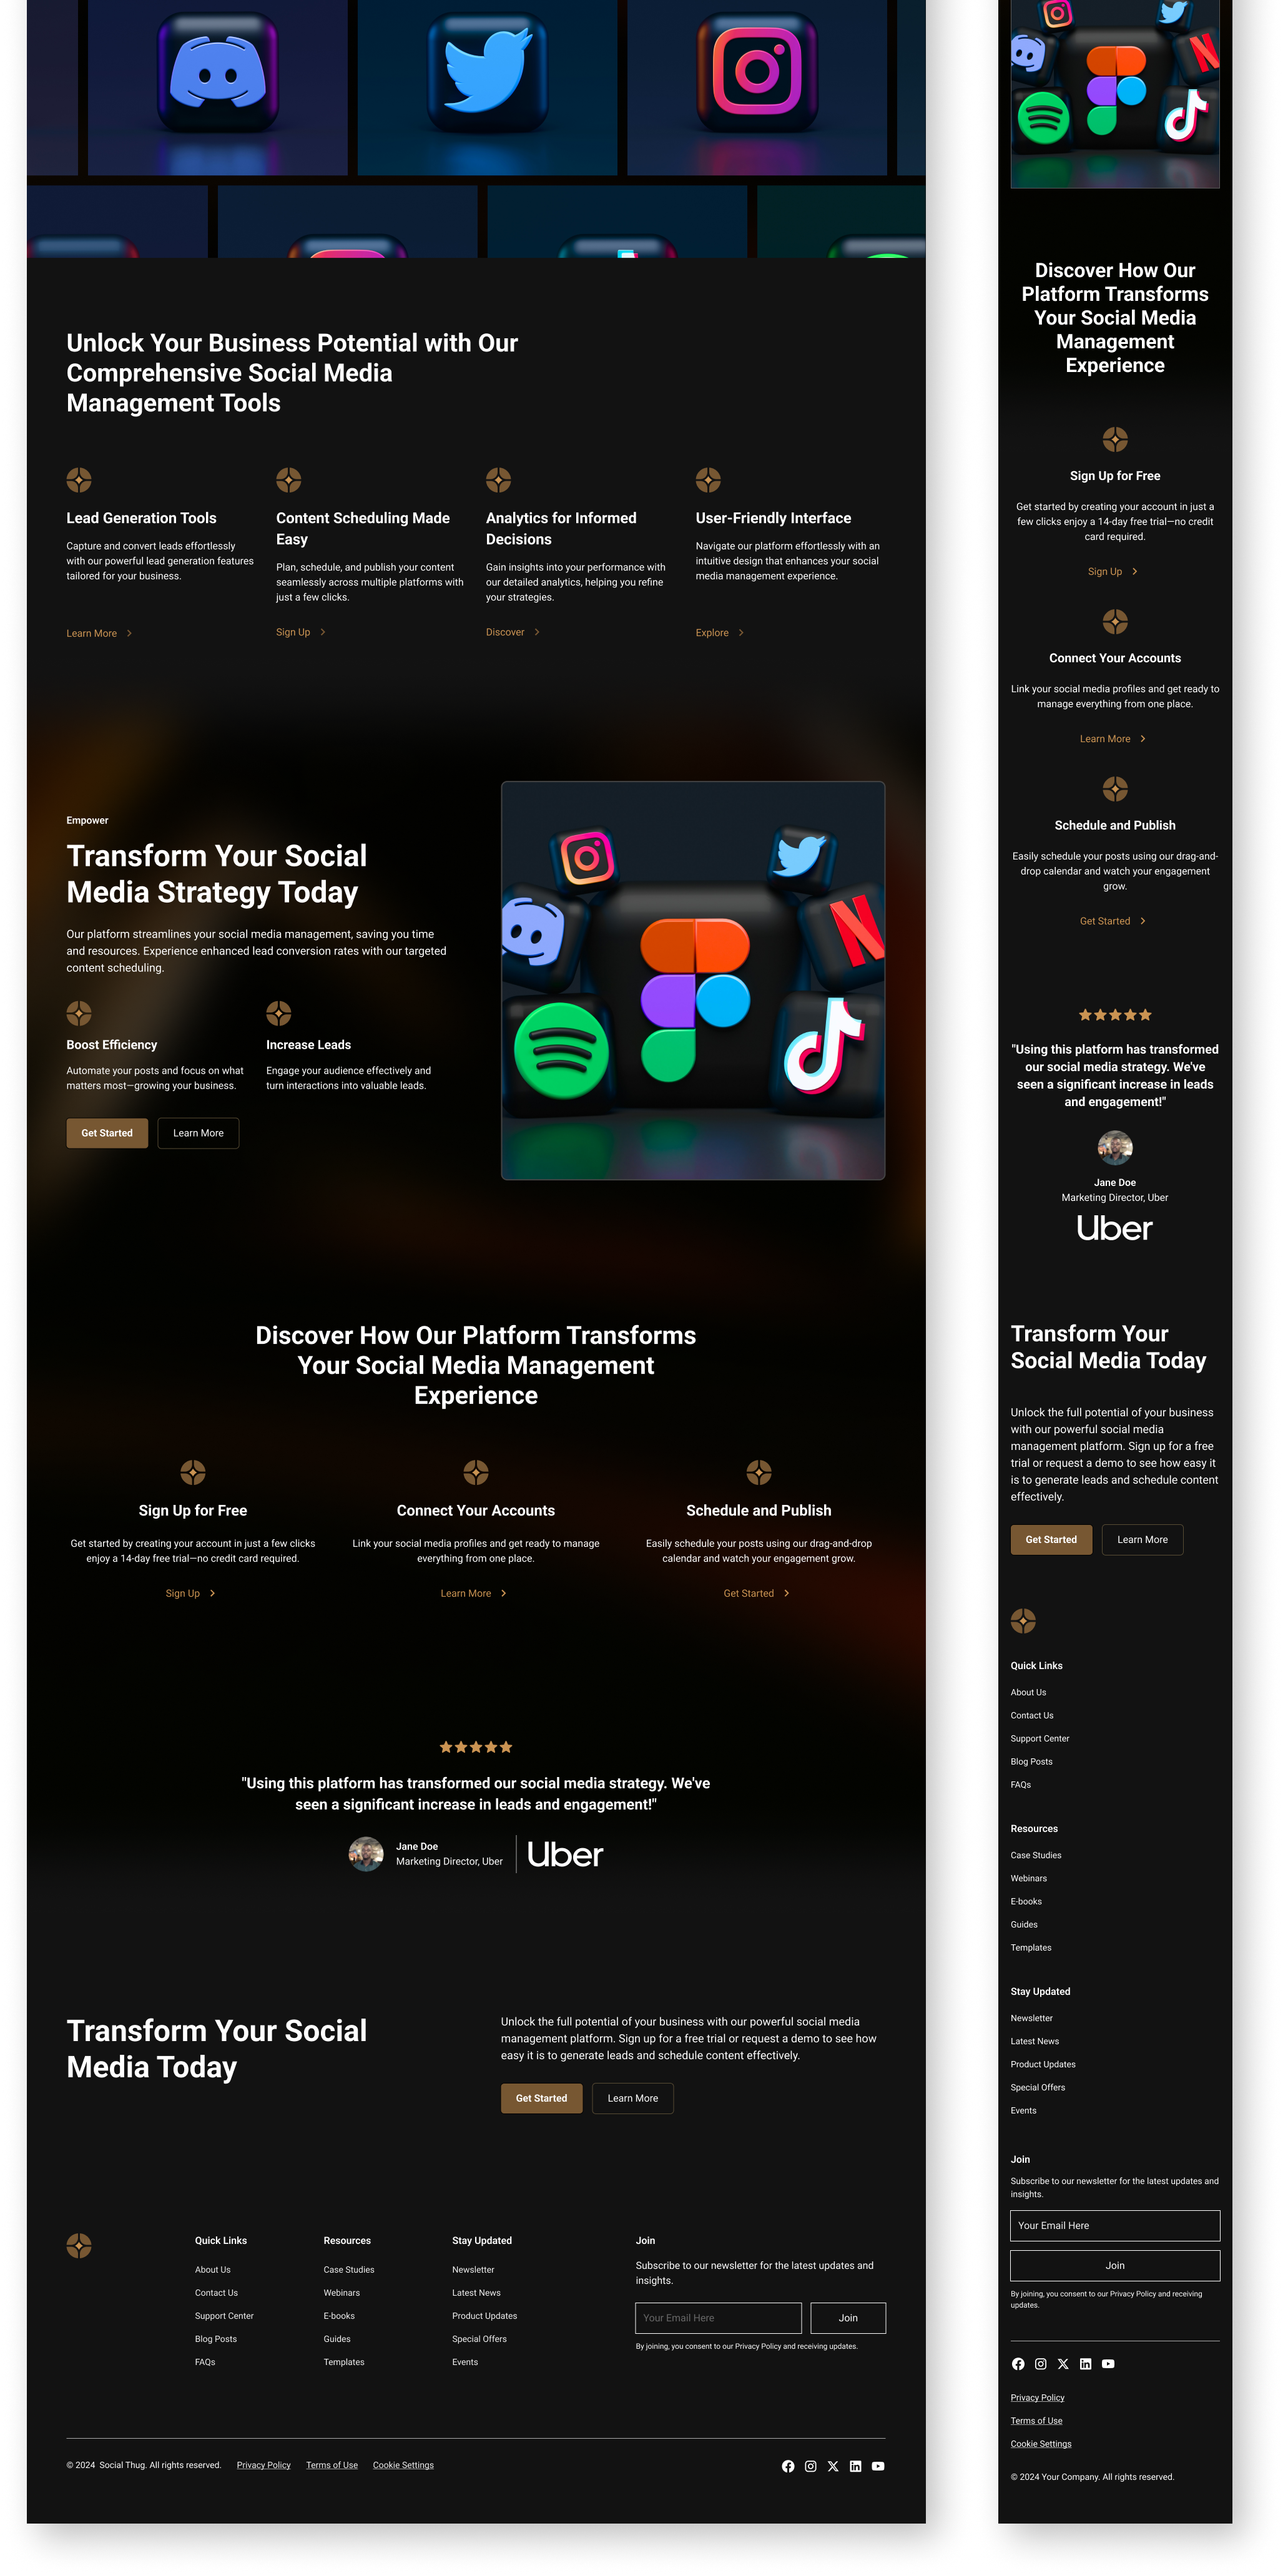 Unlock Your Business Potential with Our
Comprehensive Social Media
Management Tools
Lead Generation Tools
Capture and convert leads effortlessly
with our powerful lead generation features
tailored for your business.
Learn More
Content Scheduling Made
Easy
Plan, schedule, and publish your content
seamlessly across multiple platforms with
just a few clicks.
Sign Up
Analytics for Informed
Decisions
Gain insights into your performance with
our detailed analytics, helping you refine
your strategies.
Discover
User-Friendly Interface
Navigate our platform effortlessly with an
intuitive design that enhances your social
media management experience.
Explore
Empower
Transform Your Social
Media Strategy Today
Our platform streamlines your social media management, saving you time
and resources. Experience enhanced lead conversion rates with our targeted
content scheduling.
Boost Efficiency
Automate your posts and focus on what
matters most—growing your business.
Increase Leads
Engage your audience effectively and
turn interactions into valuable leads.
Get Started
Learn More
Discover How Our Platform Transforms
Your Social Media Management
Experience
Sign Up for Free
Get started by creating your account in just a few clicks
enjoy a 14-day free trial—no credit card required.
Sign Up
Connect Your Accounts
Link your social media profiles and get ready to manage
everything from one place.
Learn More
Schedule and Publish
Easily schedule your posts using our drag-and-drop
calendar and watch your engagement grow.
Get Started
"Using this platform has transformed our social media strategy. We've
seen a significant increase in leads and engagement!"
Jane Doe
Marketing Director, Uber
Uber
Transform Your Social
Media Today
Unlock the full potential of your business with our powerful social media
management platform. Sign up for a free trial or request a demo to see how
easy it is to generate leads and schedule content effectively.
Get Started
Learn More
Quick Links
About Us
Contact Us
Support Center
Blog Posts
FAQs
Resources
Case Studies
Webinars
E-books
Guides
Templates
Stay Updated
Newsletter
Latest News
Product Updates
Special Offers
Events
Join
Subscribe to our newsletter for the latest updates and
insights.
Your Email Here
Join
By joining, you consent to our Privacy Policy and receiving updates.
© 2024 Social Thug. All rights reserved.
Privacy Policy
Terms of Use
Cookie Settings
Discover How Our
Platform Transforms
Your Social Media
Management
Experience
Sign Up for Free
Get started by creating your account in just a
few clicks enjoy a 14-day free trial—no credit
card required.
Sign Up
Connect Your Accounts
Link your social media profiles and get ready to
manage everything from one place.
Learn More
Schedule and Publish
Easily schedule your posts using our drag-and-
drop calendar and watch your engagement
grow.
Get Started
"Using this platform has transformed
our social media strategy. We've
seen a significant increase in leads
and engagement!"
Jane Doe
Marketing Director, Uber
Uber
Transform Your
Social Media Today
Unlock the full potential of your business
with our powerful social media
management platform. Sign up for a free
trial or request a demo to see how easy it
is to generate leads and schedule content
effectively.
Get Started
Learn More
Quick Links
About Us
Contact Us
Support Center
Blog Posts
FAQs
Resources
Case Studies
Webinars
E-books
Guides
Templates
Stay Updated
Newsletter
Latest News
Product Updates
Special Offers
Events
Join
Subscribe to our newsletter for the latest updates and
insights.
Your Email Here
Join
By joining, you consent to our Privacy Policy and receiving
updates.
Privacy Policy
Terms of Use
Cookie Settings
© 2024 Your Company. All rights reserved.